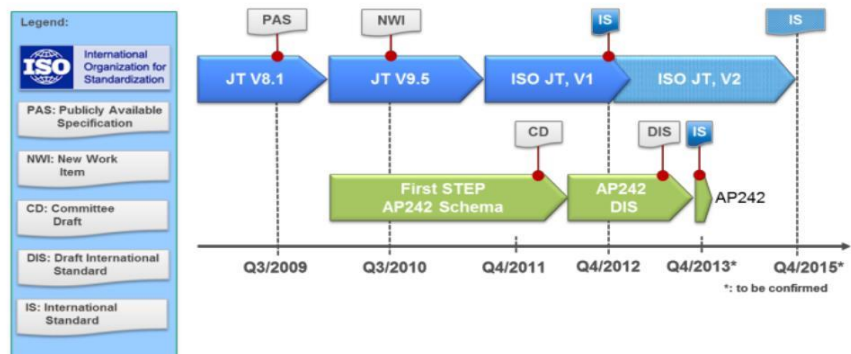 Legend:
ISO
International
Organization for
Standardization
PAS: Publicly Available
Specification
NWI: New Work
Item
CD: Committee
Draft
DIS: Draft International
Standard
IS: International
Standard
PAS
NWI
IS
IS
JT V8.1
JT V9.5
ISO JT, V1
ISO JT, V2
CD
DIS
IS
First STEP
AP242 Schema
AP242
DIS
AP242
Q3/2009
Q3/2010
Q4/2011
Q4/2012
Q4/2013*
Q4/2015*
*: to be confirmed